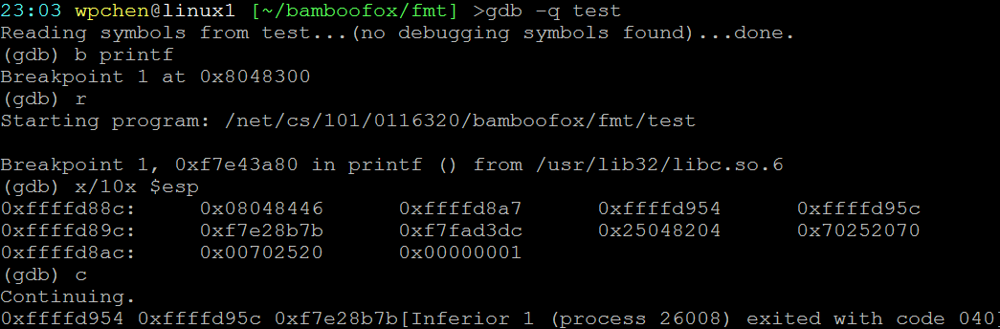 23:03 wpchen@linux1 [~/bamboofox/fmt] >gdb -q test
Reading symbols from test...(no debugging symbols found)...done.
(gdb) b printf
Breakpoint 1 at 0x8048300
(gdb) r
Starting program: /net/cs/101/0116320/bamboofox/fmt/test
Breakpoint 1, 0xf7e43a80 in printf () from /usr/lib32/libc.so.6
(gdb) x/10x $esp
0xffffd88c: 0x08048446 0xffffd8a7 0xffffd954 0xffffd95c
0xffffd89c: 0xf7e28b7b 0xf7fad3dc 0x25048204 0x70252070
0xffffd8ac: 0x00702520 0x00000001
(gdb) c
Continuing.
0xffffd954 0xffffd95c 0xf7e28b7b[Inferior 1 (process 26008) exited with code 040]